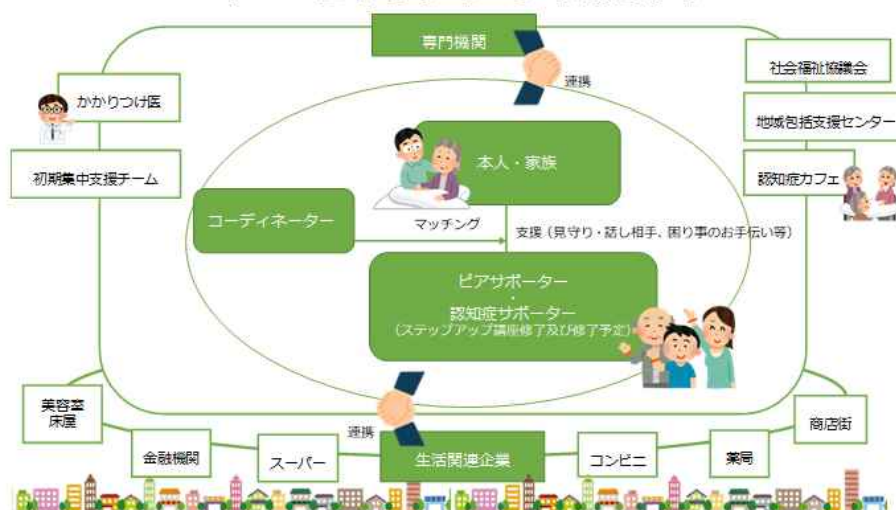 専門機関
連携
社会福祉協議会
かかりつけ医
地域包括支援センター
初期集中支援チーム
認知症カフェ
本人・家族
コーディネーター
マッチング
支援（見守り・話し相手、困り事のお手伝い等）
ピアサポーター
・
認知症サポーター
（ステップアップ講座修了及び修了予定）
美容室
床屋
連携
商店街
金融機関
スーパー
生活関連企業
コンビニ
薬局